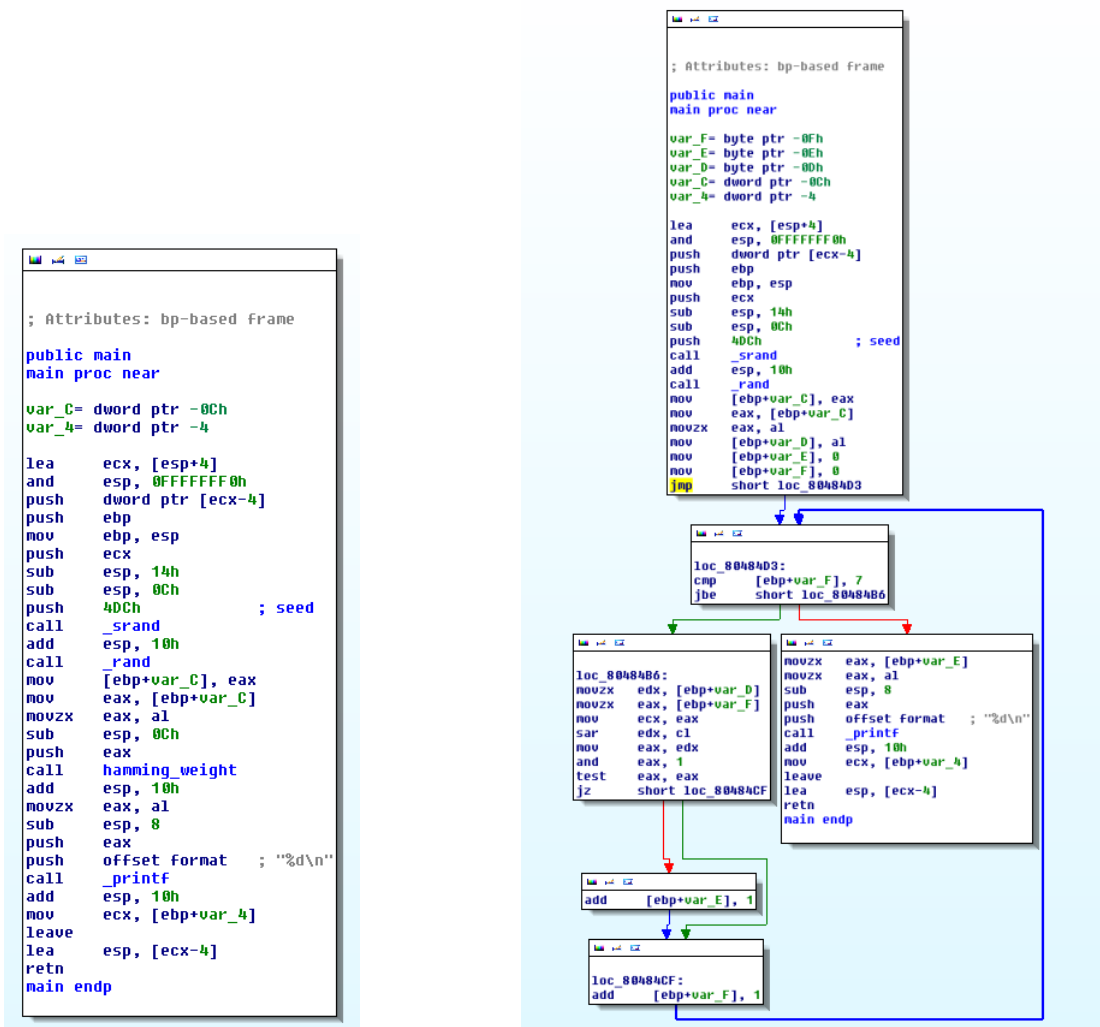 ; Attributes: bp-based frame
public main
main proc near
var_C= dword ptr -0Ch
var_4= dword ptr -4
lea ecx, [esp+4]
and esp, 0FFFFFFF0h
push dword ptr [ecx-4]
push ebp
mov ebp, esp
push ecx
sub esp, 14h
sub esp, 0Ch
push 4DCh ; seed
call _srand
add esp, 10h
call _rand
mov [ebp+var_C], eax
mov eax, [ebp+var_C]
movzx eax, al
sub esp, 0Ch
push eax
call hamming_weight
add esp, 10h
movzx eax, al
sub esp, 8
push eax
push offset format ; "%d\n"
call _printf
add esp, 10h
mov ecx, [ebp+var_4]
leave
lea esp, [ecx-4]
retn
main endp
; Attributes: bp-based frame
public main
main proc near
var_F= byte ptr -0Fh
var_E= byte ptr -0Eh
var_D= byte ptr -0Dh
var_C= dword ptr -0Ch
var_4= dword ptr -4
lea ecx, [esp+4]
and esp, 0FFFFFFF0h
push dword ptr [ecx-4]
push ebp
mov ebp, esp
push ecx
sub esp, 14h
sub esp, 0Ch
push 4DCh ; seed
call _srand
add esp, 10h
call _rand
mov [ebp+var_C], eax
mov eax, [ebp+var_C]
movzx eax, al
mov [ebp+var_D], al
mov [ebp+var_E], 0
mov [ebp+var_F], 0
jmp short loc_80484D3
loc_80484D3:
cmp [ebp+var_F], 7
jbe short loc_80484B6
loc_80484B6:
movzx edx, [ebp+var_D]
movzx eax, [ebp+var_F]
mov ecx, eax
sar edx, cl
mov eax, edx
and eax, 1
test eax, eax
jz short loc_80484CF
movzx eax, [ebp+var_E]
movzx eax, al
sub esp, 8
push eax
push offset format ; "%d\n"
call _printf
add esp, 10h
mov ecx, [ebp+var_4]
leave
lea esp, [ecx-4]
retn
main endp
add [ebp+var_E], 1
loc_80484CF:
add [ebp+var_F], 1